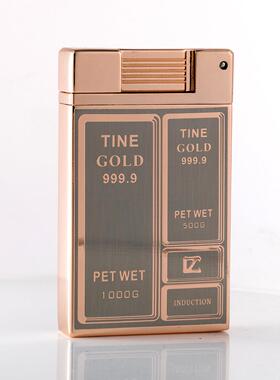 TINE
GOLD
999.9
PET WET
1000G
TINE
GOLD
999.9
PET WET
500G
INDUCTION